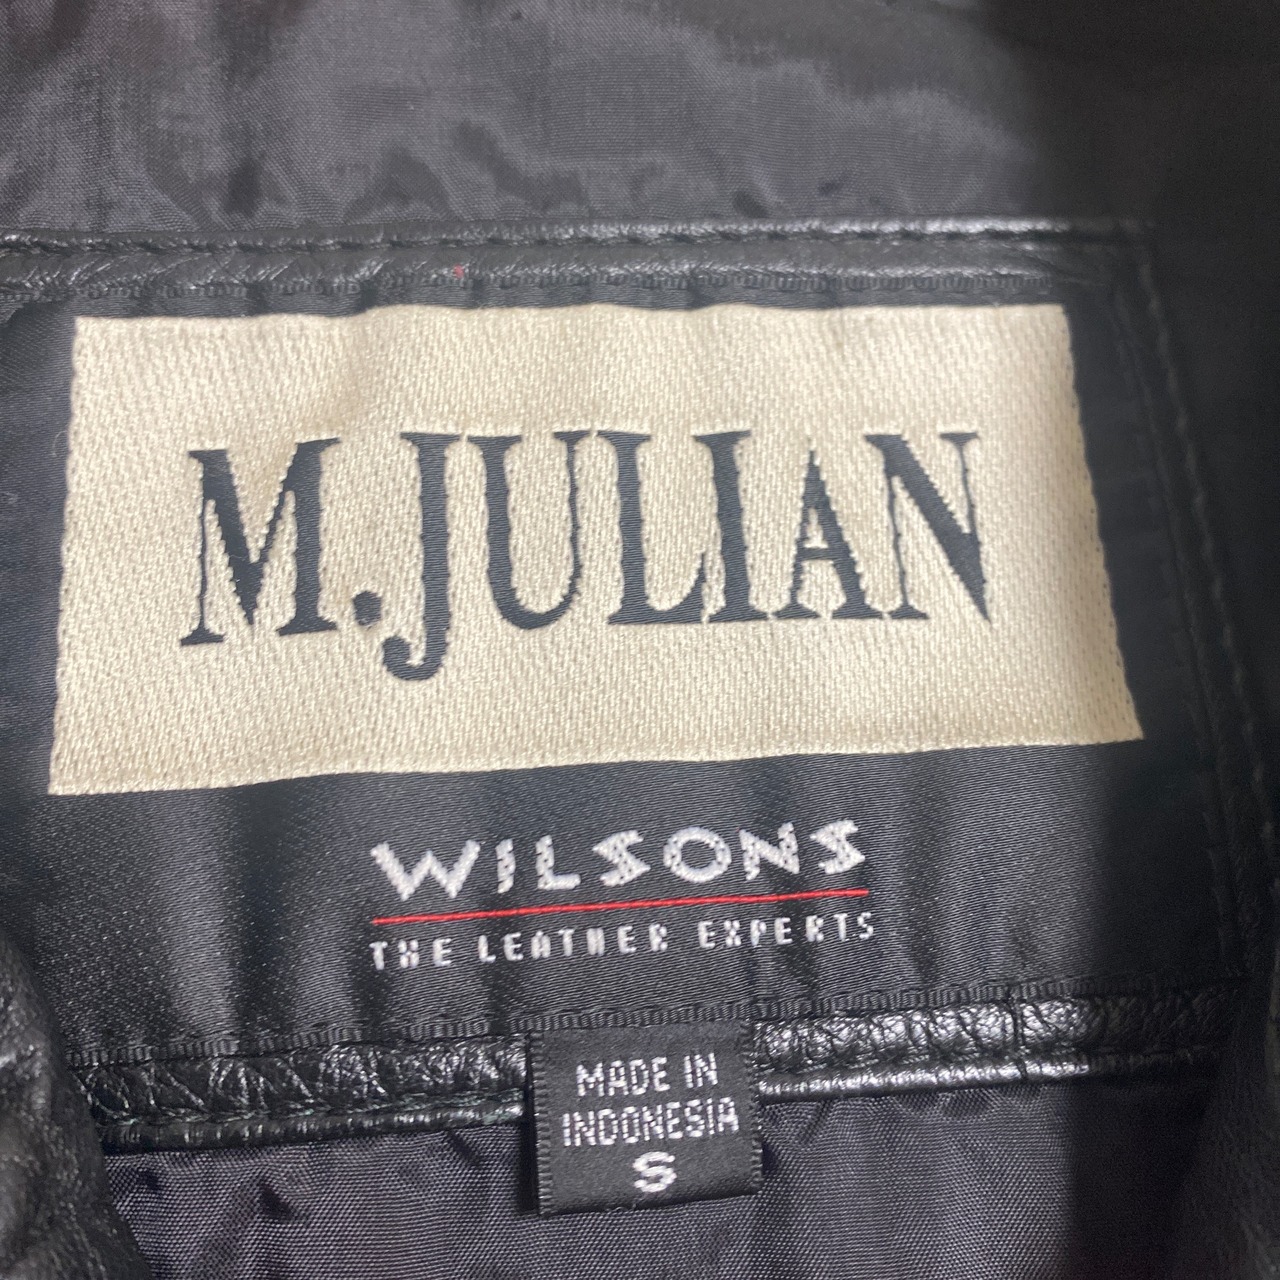 M.JULIAN
WILSONS
THE LEATHER EXPERTS
MADE IN
INDONESIA
S